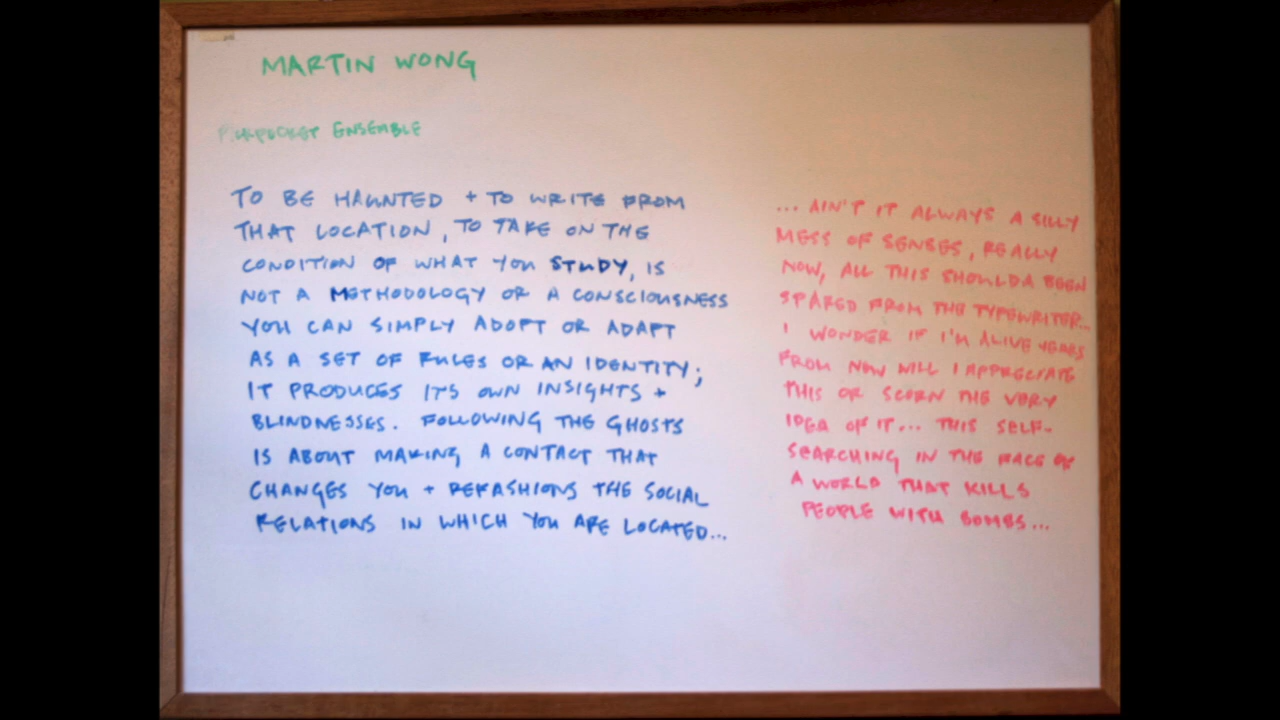 MARTIN WONG
PICKPOCKET ENSEMBLE
TO BE HAUNTED + TO WRITE FROM
THAT LOCATION, TO TAKE ON THE
CONDITION OF WHAT YOU STUDY, IS
NOT A METHODOLOGY OR A CONSCIOUSNESS
YOU CAN SIMPLY ADOPT OR ADAPT
AS A SET OF RULES OR AN IDENTITY;
IT PRODUCES ITS OWN INSIGHTS +
BLINDNESSES. FOLLOWING THE GHOSTS
IS ABOUT MAKING A CONTACT THAT
CHANGES YOU + REFASHIONS THE SOCIAL
RELATIONS IN WHICH YOU ARE LOCATED...
... AIN'T IT ALWAYS A SILLY
MESS OF SENSES, REALLY
NOW, ALL THIS SHOULDA BEEN
SPARED FROM THE TYPEWRITER...
I WONDER IF I'M ALIVE YEARS
FROM NOW WILL I APPRECIATE
THIS OR SCORN THE VERY
IDEA OF IT... THIS SELF-
SEARCHING IN THE FACE OF
A WORLD THAT KILLS
PEOPLE WITH BOMBS...